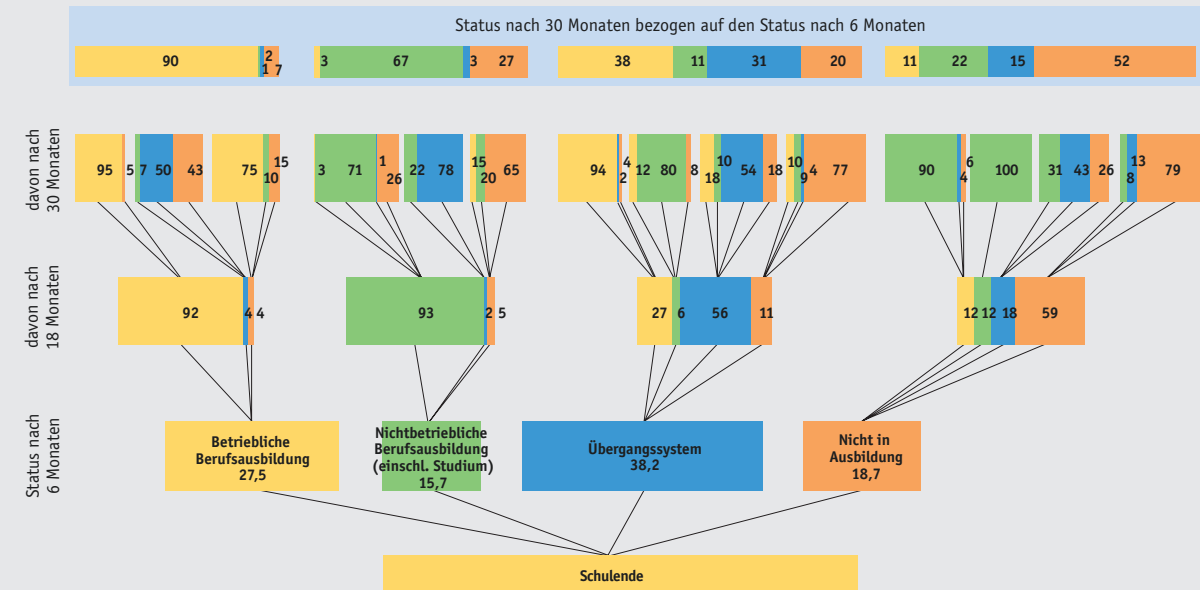 Status nach 30 Monaten bezogen auf den Status nach 6 Monaten
90 1 2 7 3 67 3 27 38 11 31 20 11 22 15 52
davon nach
30 Monaten
95 5 7 50 43 75 10 15 3 71 1 26 22 78 15 20 65 94 4 2 12 80 8 18 10 54 18 10 9 4 77 90 4 6 100 31 43 26 8 13 79
davon nach
18 Monaten
92 4 4 93 2 5 27 6 56 11 12 12 18 59
Status nach
6 Monaten
Betriebliche
Berufsausbildung
27,5
Nichtbetriebliche
Berufsausbildung
(einschl. Studium)
15,7
Übergangssystem
38,2
Nicht in
Ausbildung
18,7
Schulende